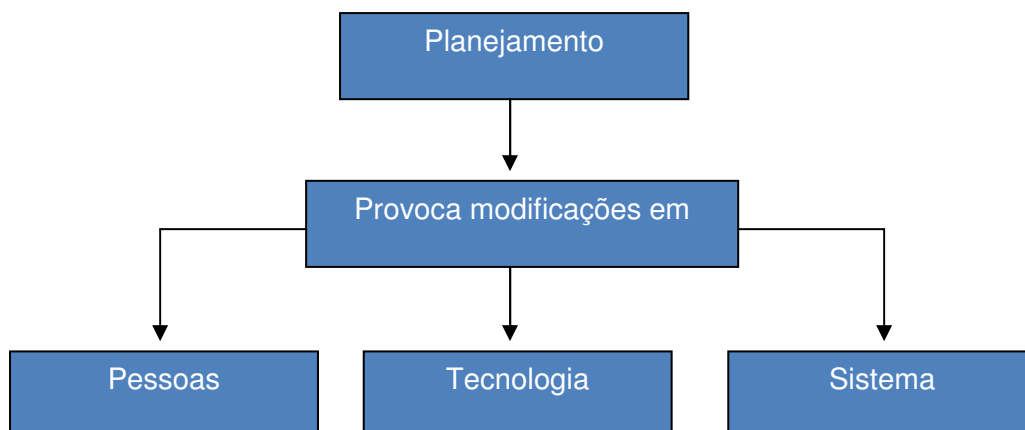 Planejamento
Provoca modificações em
Pessoas
Tecnologia
Sistema